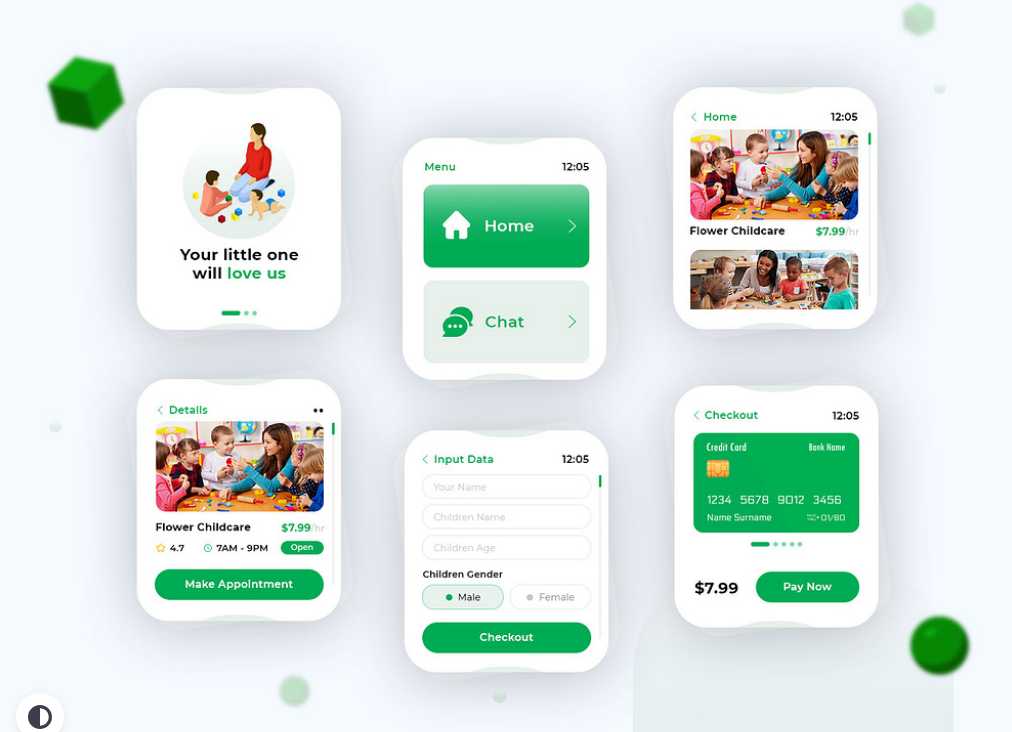 Your little one
will love us
Menu
12:05
Home
Chat
Home
12:05
Flower Childcare
$7.99/hr
Details
Flower Childcare
$7.99/hr
4.7
7AM - 9PM
Open
Make Appointment
Input Data
12:05
Your Name
Children Name
Children Age
Children Gender
Male
Female
Checkout
Checkout
12:05
Credit Card
Bank Name
1234 5678 9012 3456
Name Surname
01/80
$7.99
Pay Now